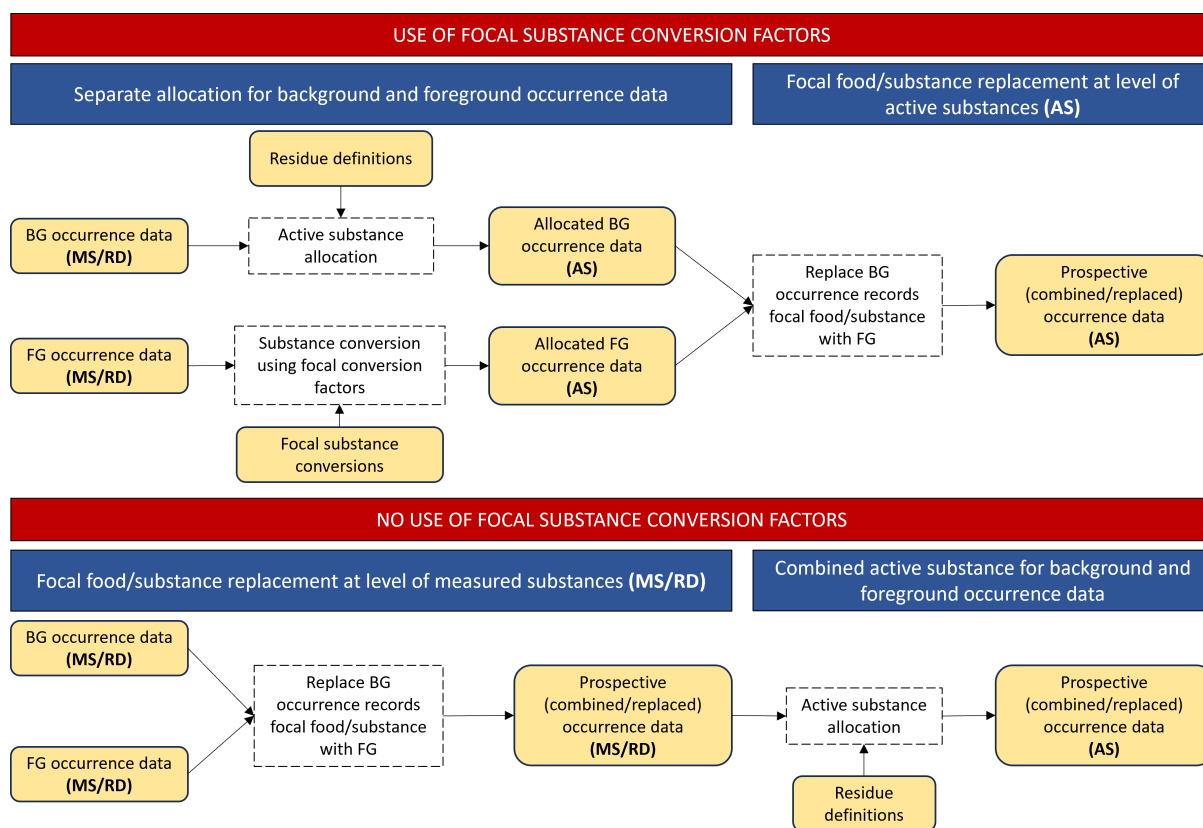 USE OF FOCAL SUBSTANCE CONVERSION FACTORS
Separate allocation for background and foreground occurrence data
Focal food/substance replacement at level of
active substances (AS)
Residue definitions
BG occurrence data
(MS/RD)
Active substance
allocation
Allocated BG
occurrence data
(AS)
Replace BG
occurrence records
focal food/substance
with FG
Prospective
(combined/replaced)
occurrence data
(AS)
FG occurrence data
(MS/RD)
Substance conversion
using focal conversion
factors
Allocated FG
occurrence data
(AS)
Focal substance
conversions
NO USE OF FOCAL SUBSTANCE CONVERSION FACTORS
Focal food/substance replacement at level of measured substances (MS/RD)
Combined active substance for background and
foreground occurrence data
BG occurrence data
(MS/RD)
FG occurrence data
(MS/RD)
Replace BG
occurrence records
focal food/substance
with FG
Prospective
(combined/replaced)
occurrence data
(MS/RD)
Active substance
allocation
Prospective
(combined/replaced)
occurrence data
(AS)
Residue
definitions